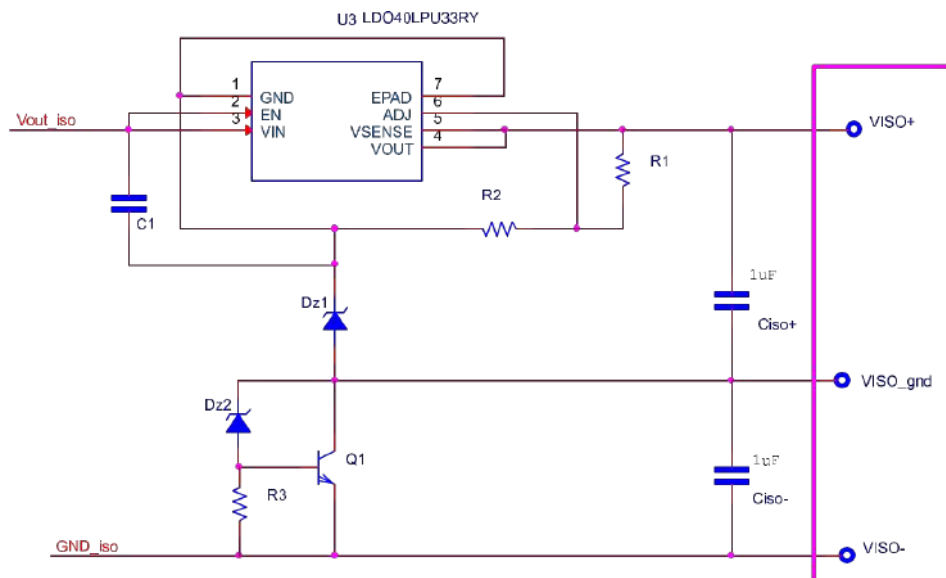 U3 LDO40LPU33RY
1
2
3
GND
EN
VIN
EPAD
ADJ
VSENSE
VOUT
7
6
5
4
Vout_iso
VISO+
R1
R2
C1
1uF
Ciso+
Dz1
VISO_gnd
Dz2
Q1
R3
1uF
Ciso-
GND_iso
VISO-